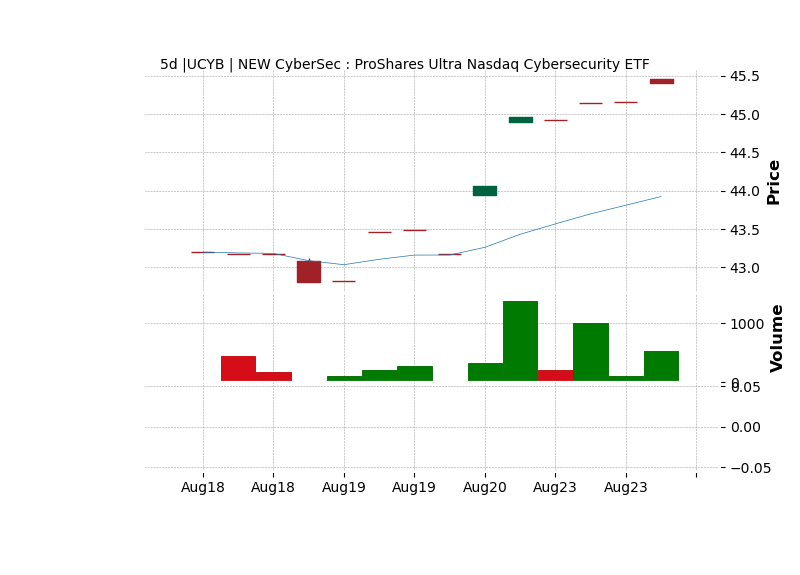 5d |UCYB | NEW CyberSec : ProShares Ultra Nasdaq Cybersecurity ETF
45.5
45.0
44.5
44.0
43.5
43.0
Price
1000
0
Volume
0.05
0.00
−0.05
Aug18 Aug18 Aug19 Aug19 Aug20 Aug23 Aug23